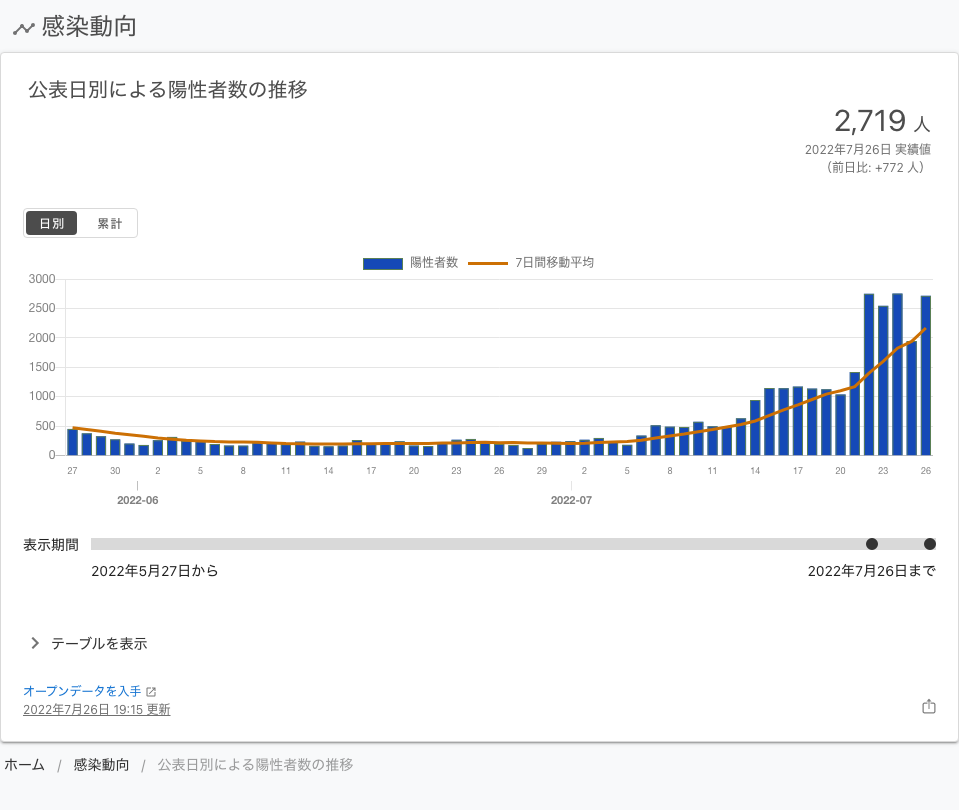 感染動向
公表日別による陽性者数の推移
2,719 人
2022年7月26日 実績値
（前日比: +772 人）
日別 累計
陽性者数 7日間移動平均
3000
2500
2000
1500
1000
500
0
27 30 2 5 8 11 14 17 20 23 26 29 2 5 8 11 14 17 20 23 26
2022-06 2022-07
表示期間
2022年5月27日から 2022年7月26日まで
テーブルを表示
オープンデータを入手
2022年7月26日 19:15 更新
ホーム / 感染動向 / 公表日別による陽性者数の推移